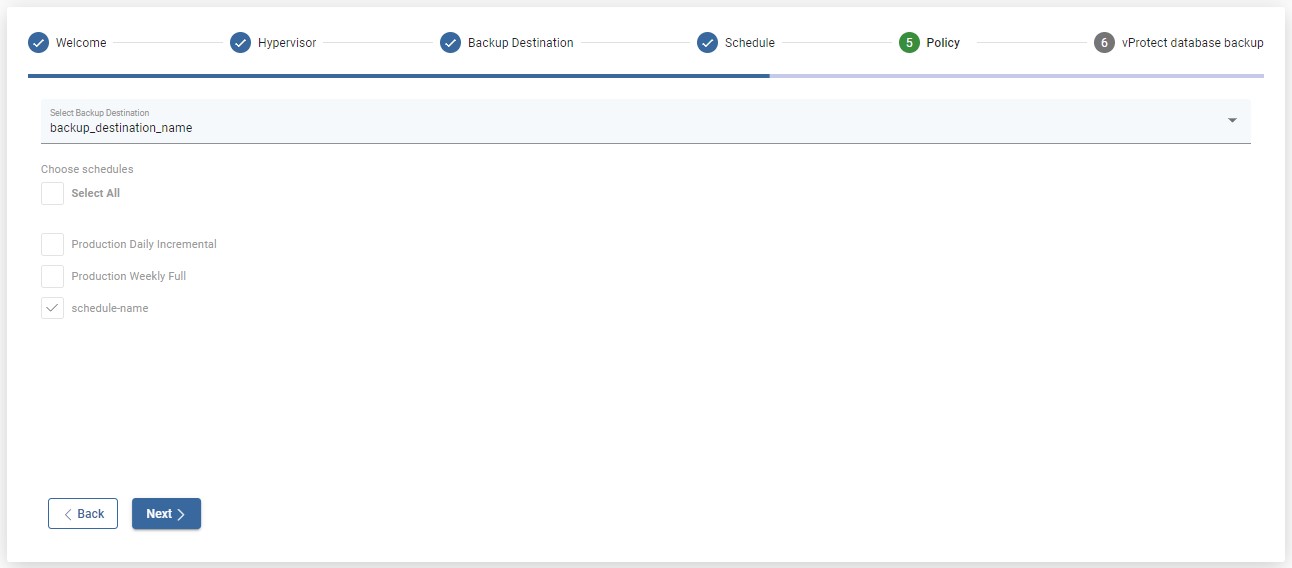 Welcome Hypervisor Backup Destination Schedule 5 Policy 6 vProtect database backup
Select Backup Destination
backup_destination_name
Choose schedules
Select All
Production Daily Incremental
Production Weekly Full
schedule-name
Back Next